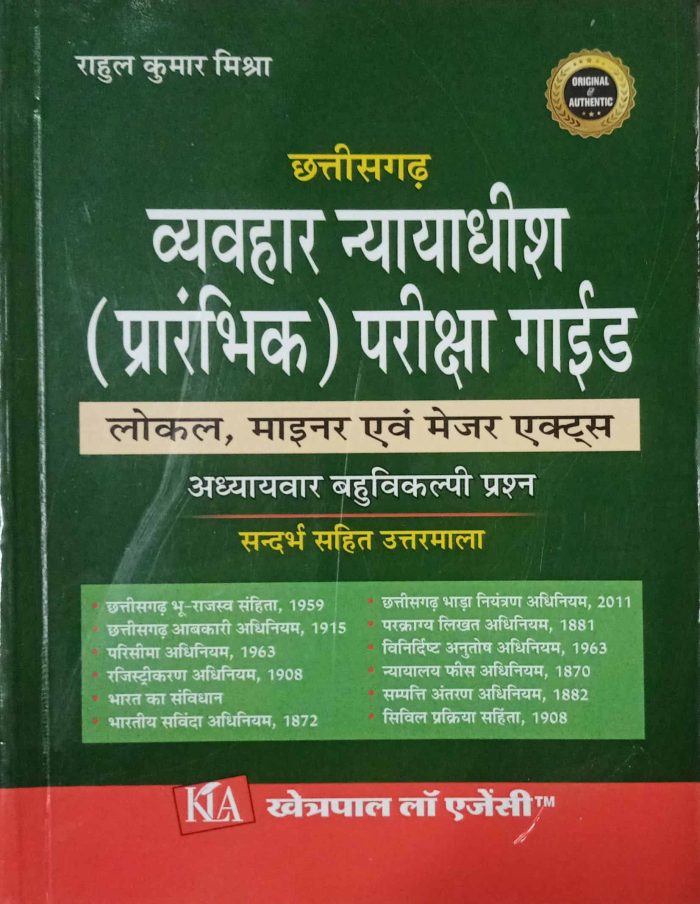 राहुल कुमार मिश्रा
ORIGINAL
&
AUTHENTIC
छत्तीसगढ़
व्यवहार न्यायाधीश
(प्रारंभिक) परीक्षा गाईड
लोकल, माइनर एवं मेजर एक्ट्स
अध्यायवार बहुविकल्पी प्रश्न
सन्दर्भ सहित उत्तरमाला
• छत्तीसगढ़ भू-राजस्व संहिता, 1959
• छत्तीसगढ़ आबकारी अधिनियम, 1915
• परिसीमा अधिनियम, 1963
• रजिस्ट्रीकरण अधिनियम, 1908
• भारत का संविधान
• भारतीय सविंदा अधिनियम, 1872
• छत्तीसगढ़ भाड़ा नियंत्रण अधिनियम, 2011
• परक्राग्य लिखत अधिनियम, 1881
• विनिर्दिष्ट अनुतोष अधिनियम, 1963
• न्यायालय फीस अधिनियम, 1870
• सम्पत्ति अंतरण अधिनियम, 1882
• सिविल प्रक्रिया सहिंता, 1908
KLA खेत्रपाल लॉ एजेंसी™